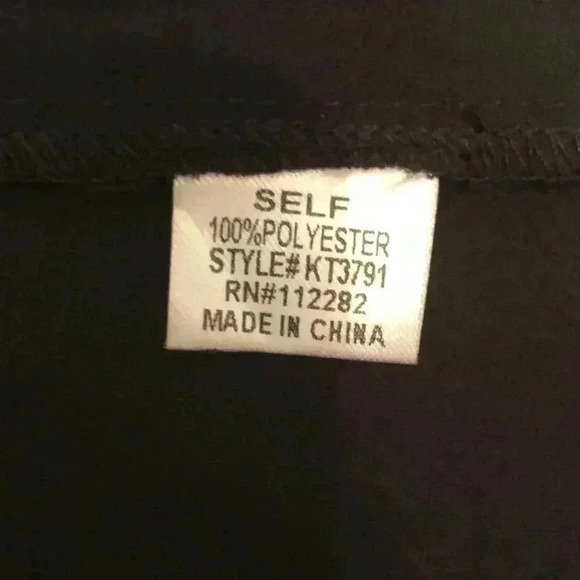 SELF
100%POLYESTER
STYLE# KT3791
RN#112282
MADE IN CHINA